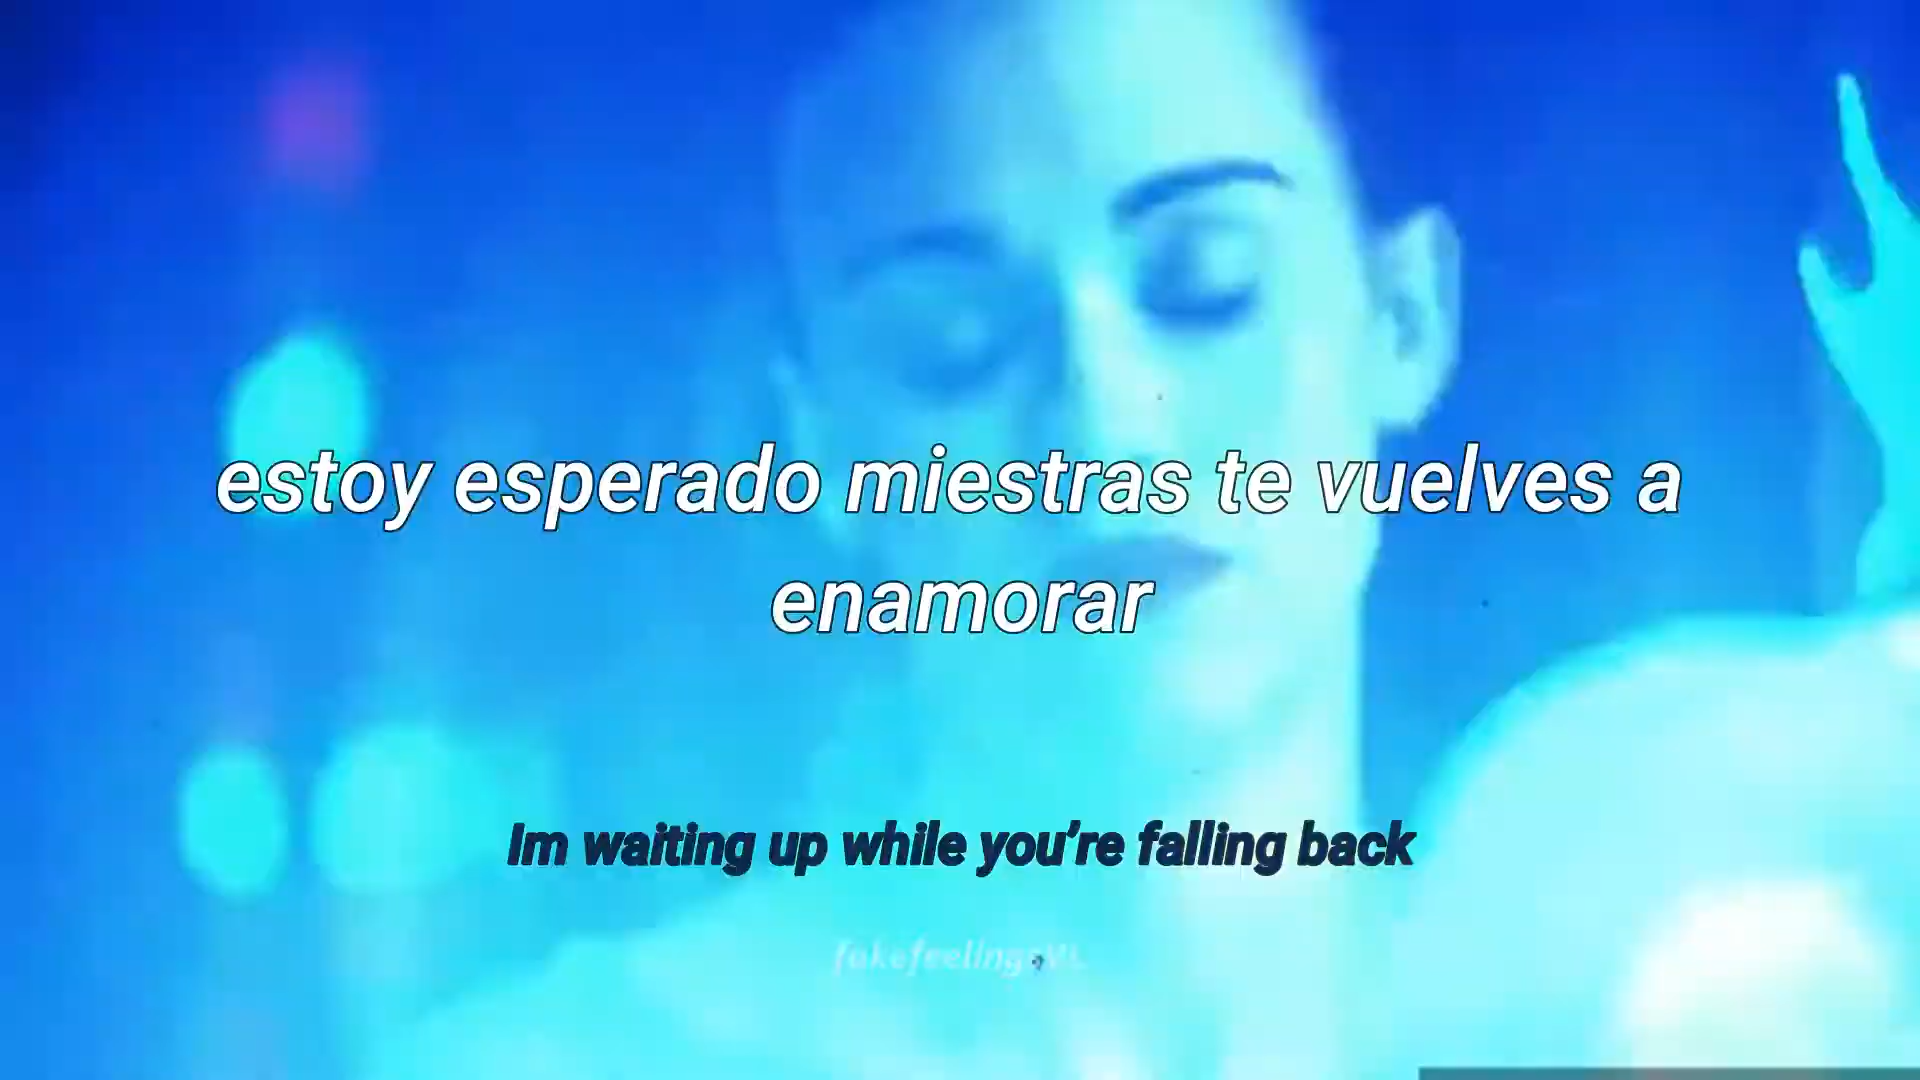 estoy esperado miestras te vuelves a
enamorar
Im waiting up while you’re falling back